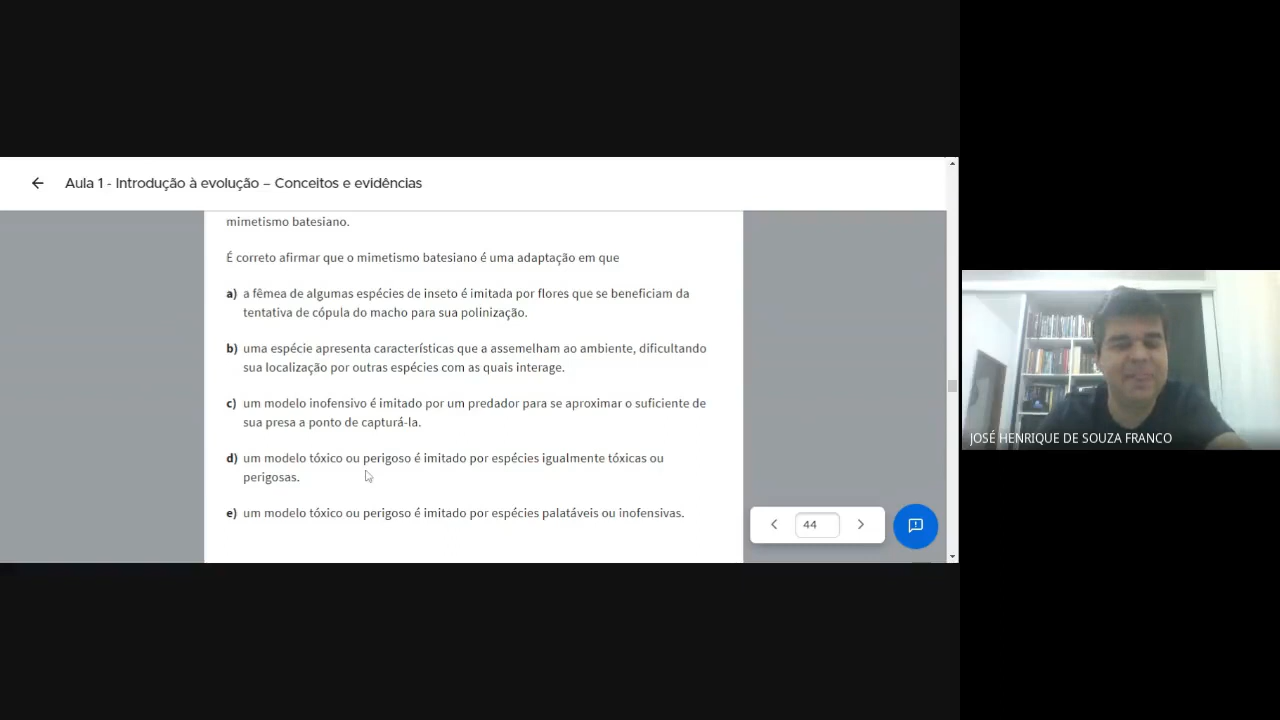 Aula 1 - Introdução à evolução – Conceitos e evidências
mimetismo batesiano.
É correto afirmar que o mimetismo batesiano é uma adaptação em que
a) a fêmea de algumas espécies de inseto é imitada por flores que se beneficiam da
tentativa de cópula do macho para sua polinização.
b) uma espécie apresenta características que a assemelham ao ambiente, dificultando
sua localização por outras espécies com as quais interage.
c) um modelo inofensivo é imitado por um predador para se aproximar o suficiente de
sua presa a ponto de capturá-la.
d) um modelo tóxico ou perigoso é imitado por espécies igualmente tóxicas ou
perigosas.
e) um modelo tóxico ou perigoso é imitado por espécies palatáveis ou inofensivas.
44
JOSÉ HENRIQUE DE SOUZA FRANCO